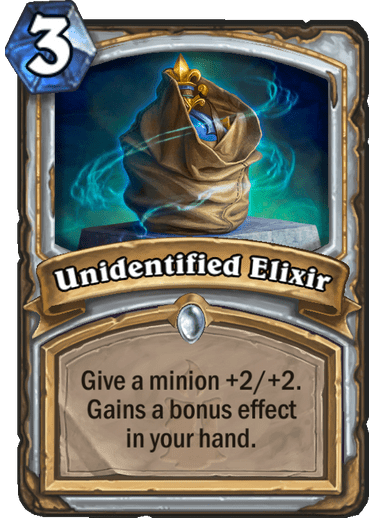 3
Unidentified Elixir
Give a minion +2/+2.
Gains a bonus effect
in your hand.